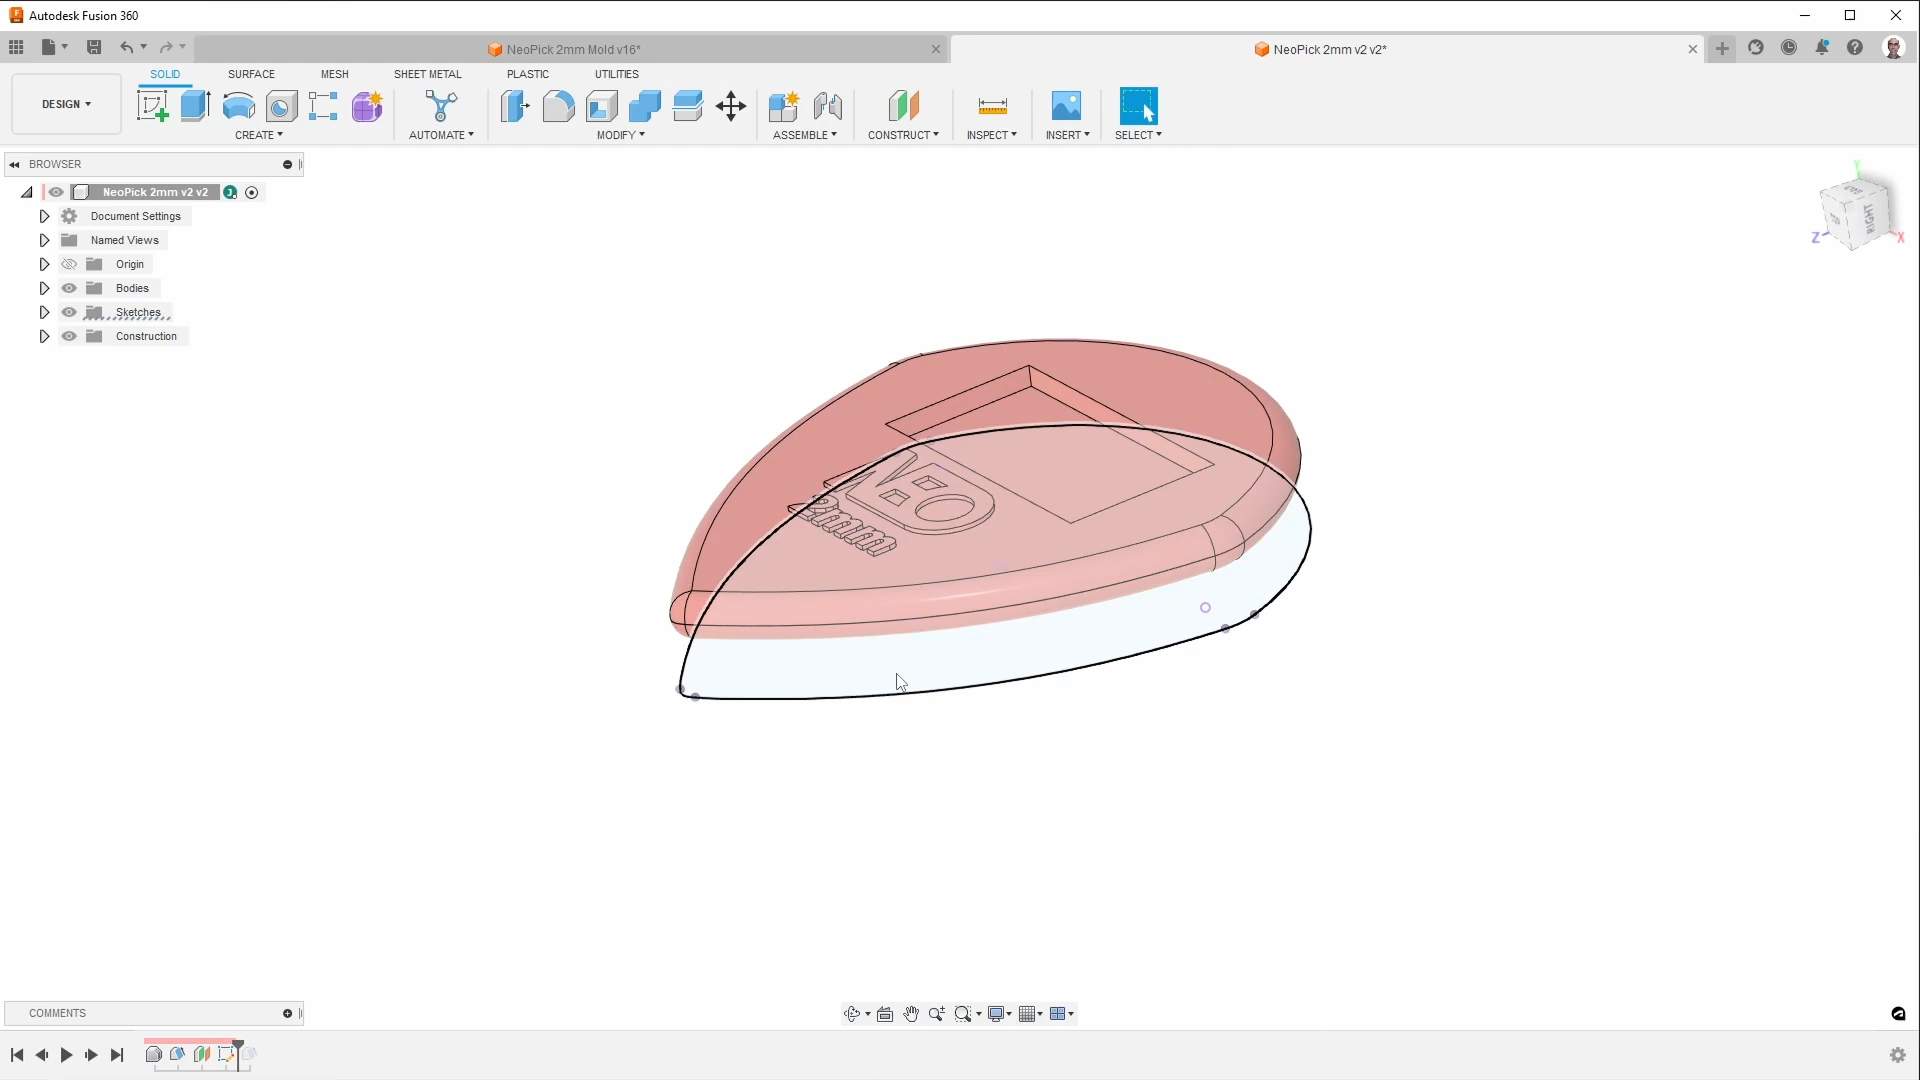 Autodesk Fusion 360
NeoPick 2mm Mold v16*
NeoPick 2mm v2 v2*
SOLID SURFACE MESH SHEET METAL PLASTIC UTILITIES
DESIGN
CREATE AUTOMATE MODIFY ASSEMBLE CONSTRUCT INSPECT INSERT SELECT
BROWSER
NeoPick 2mm v2 v2
Document Settings
Named Views
Origin
Bodies
Sketches
Construction
2mm
RIGHT
Y
Z
X
COMMENTS